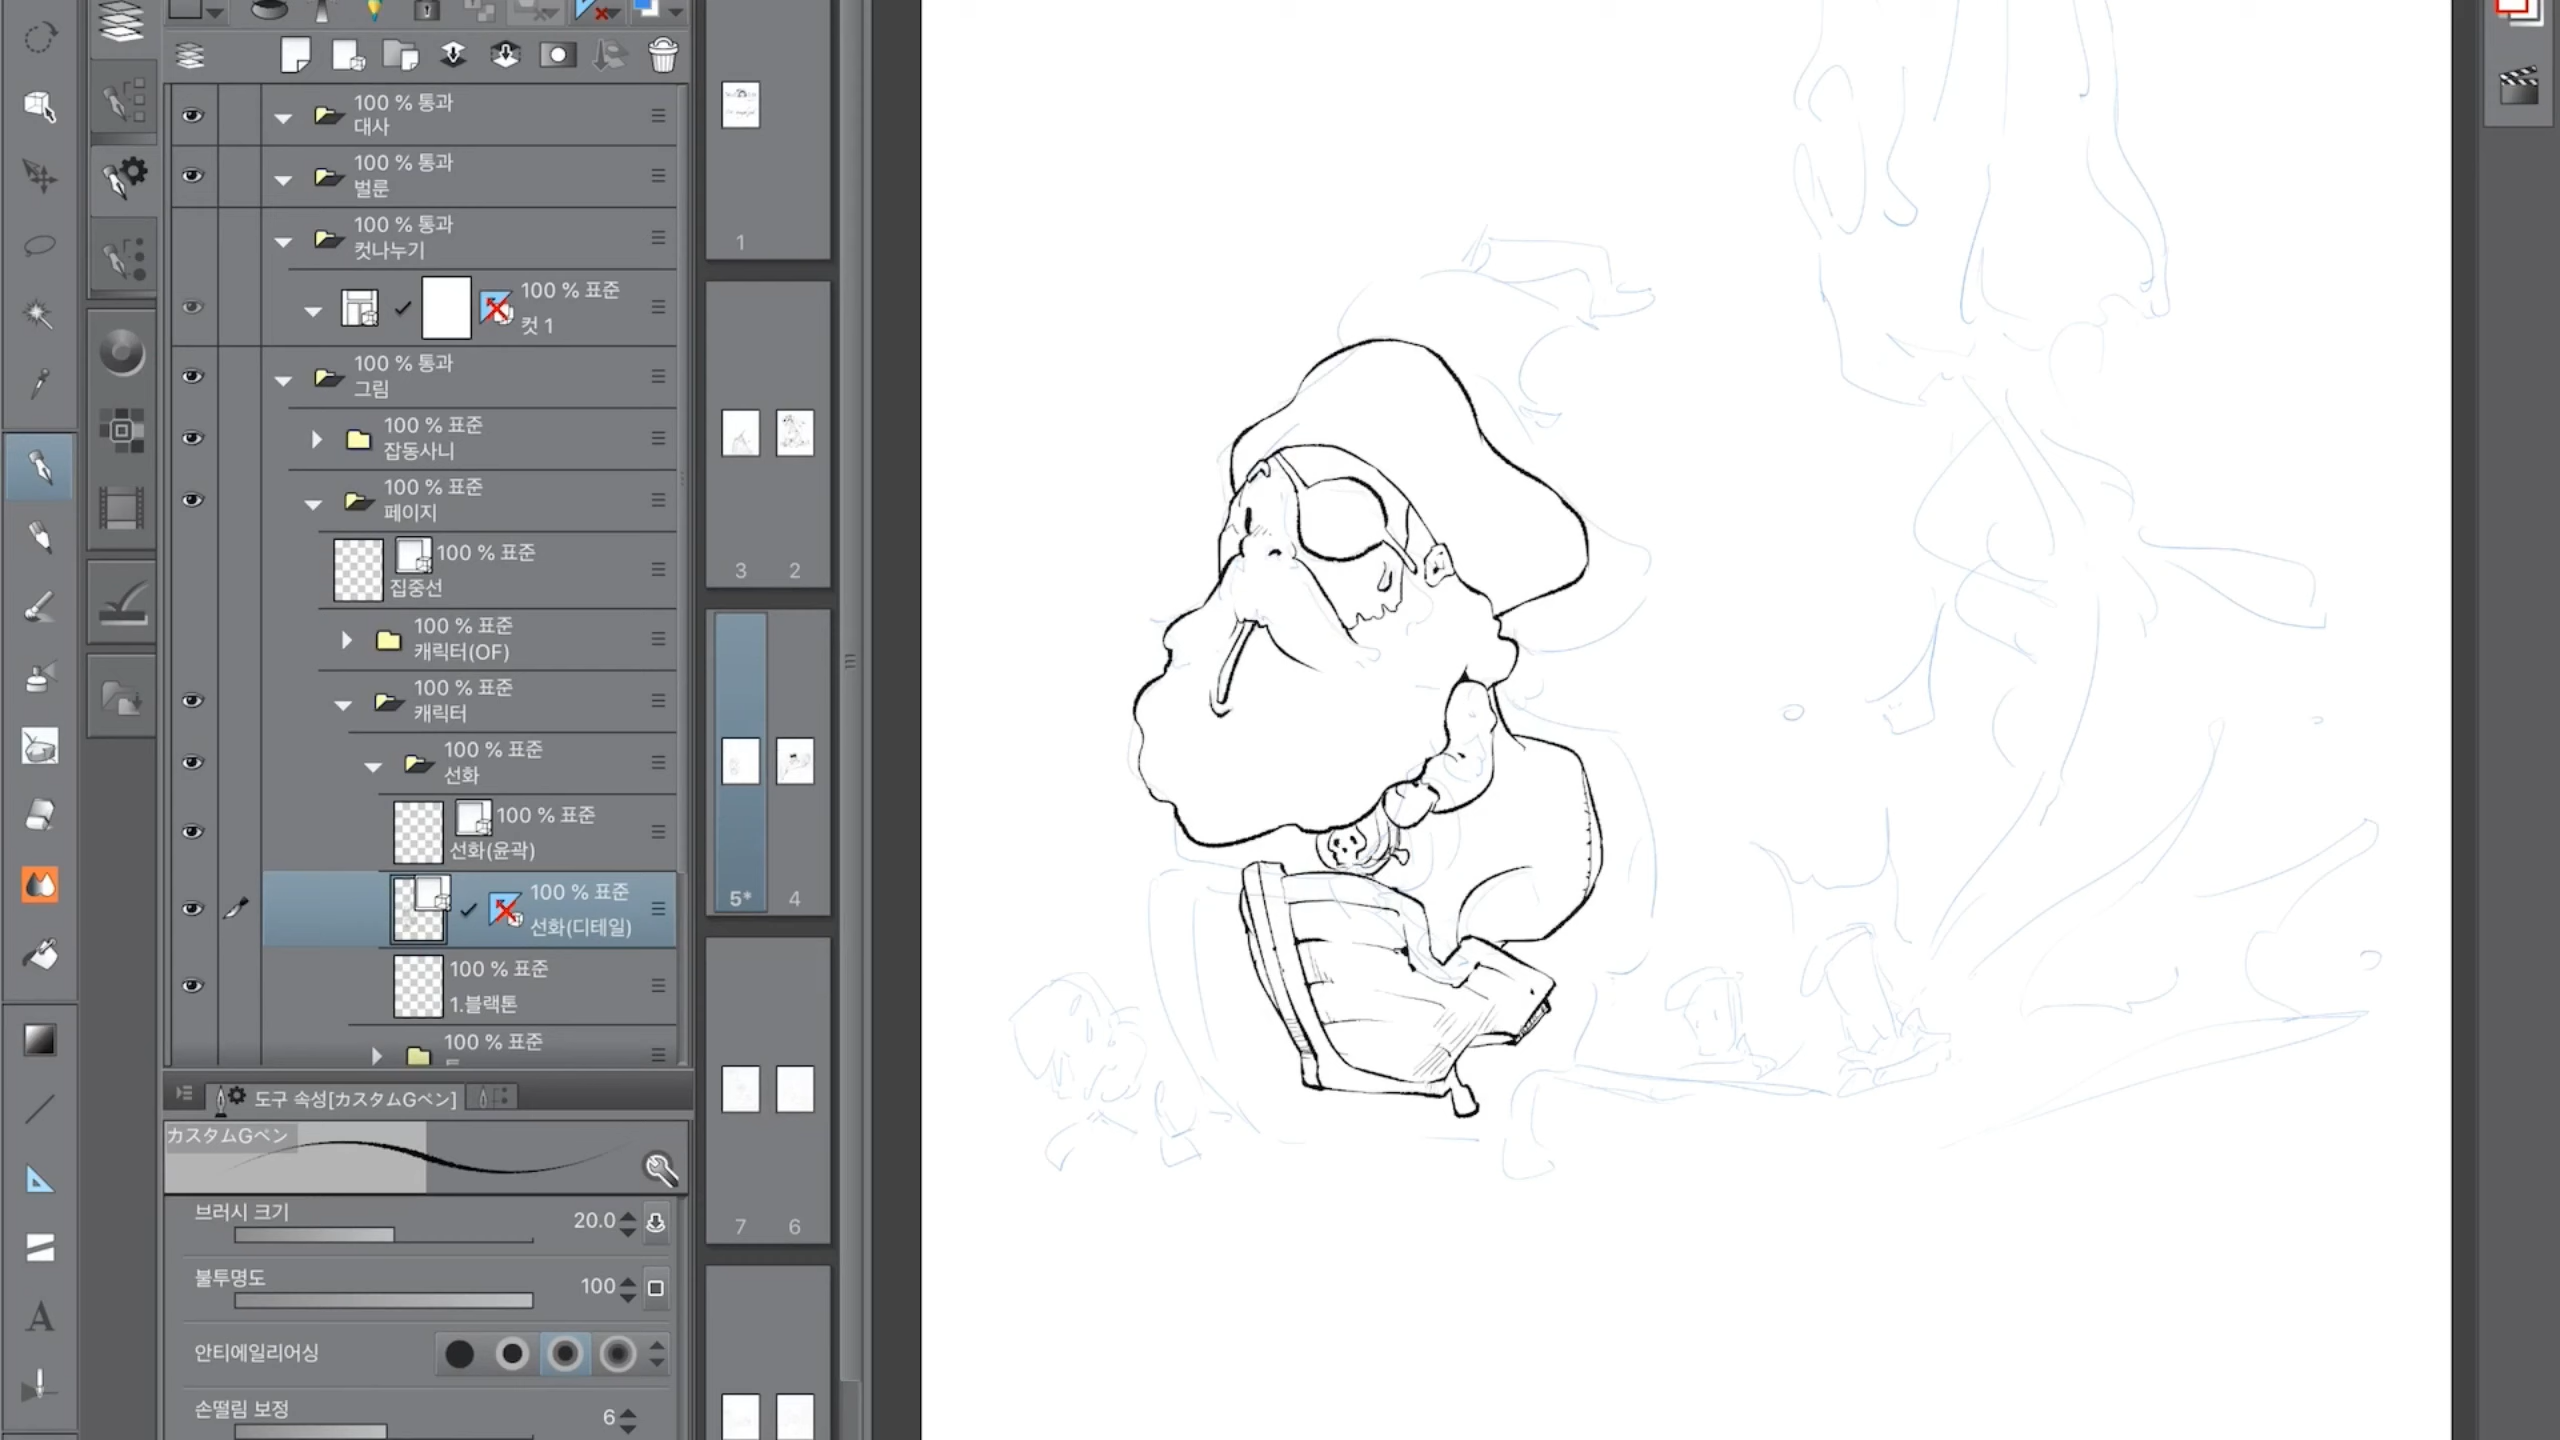 100 % 통과
대사
100 % 통과
벌룬
100 % 통과
컷나누기
100 % 표준
컷 1
100 % 통과
그림
100 % 표준
잡동사니
100 % 표준
페이지
100 % 표준
집중선
100 % 표준
캐릭터(OF)
100 % 표준
캐릭터
100 % 표준
선화
100 % 표준
선화(윤곽)
100 % 표준
선화(디테일)
100 % 표준
1.블랙톤
100 % 표준
도구 속성[カスタムGペン]
カスタムGペン
브러시 크기
20.0
불투명도
100
안티에일리어싱
손떨림 보정
6
1
3 2
5* 4
7 6
A